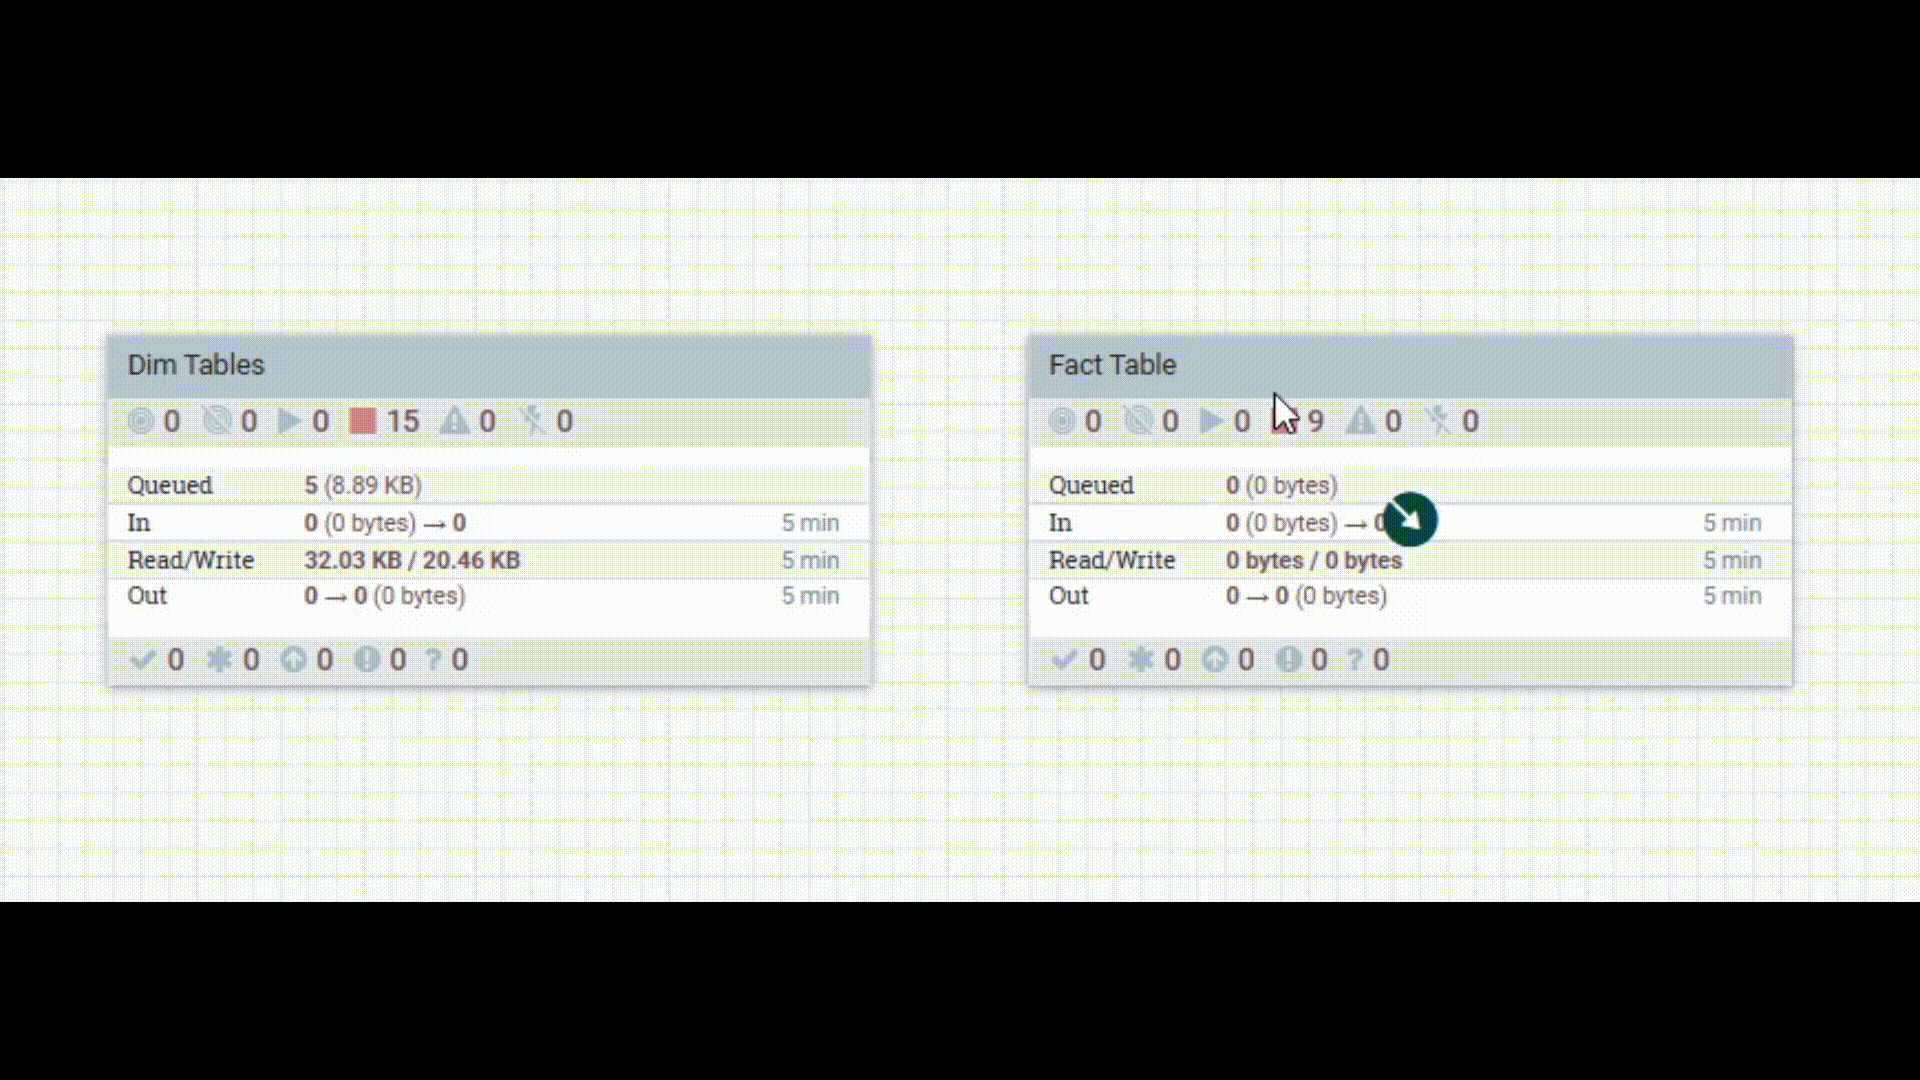 Dim Tables
0 0 0 15 0 0
Queued 5 (8.89 KB)
In 0 (0 bytes) → 0 5 min
Read/Write 32.03 KB / 20.46 KB 5 min
Out 0 → 0 (0 bytes) 5 min
0 0 0 0 ? 0
Fact Table
0 0 0 9 0 0
Queued 0 (0 bytes)
In 0 (0 bytes) → 0 5 min
Read/Write 0 bytes / 0 bytes 5 min
Out 0 → 0 (0 bytes) 5 min
0 0 0 0 ? 0